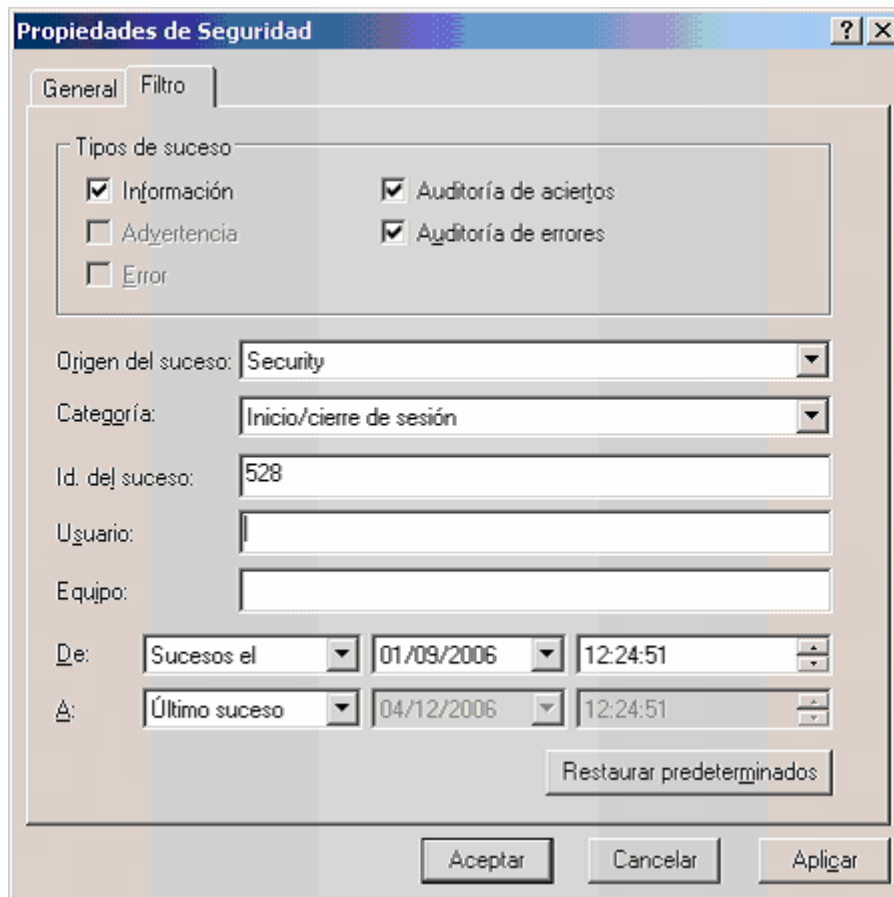 Propiedades de Seguridad
General Filtro
Tipos de suceso
Información Auditoría de aciertos
Advertencia Auditoría de errores
Error
Origen del suceso: Security
Categoría: Inicio/cierre de sesión
Id. del suceso: 528
Usuario:
Equipo:
De: Sucesos el 01/09/2006 12:24:51
A: Último suceso 04/12/2006 12:24:51
Restaurar predeterminados
Aceptar Cancelar Aplicar